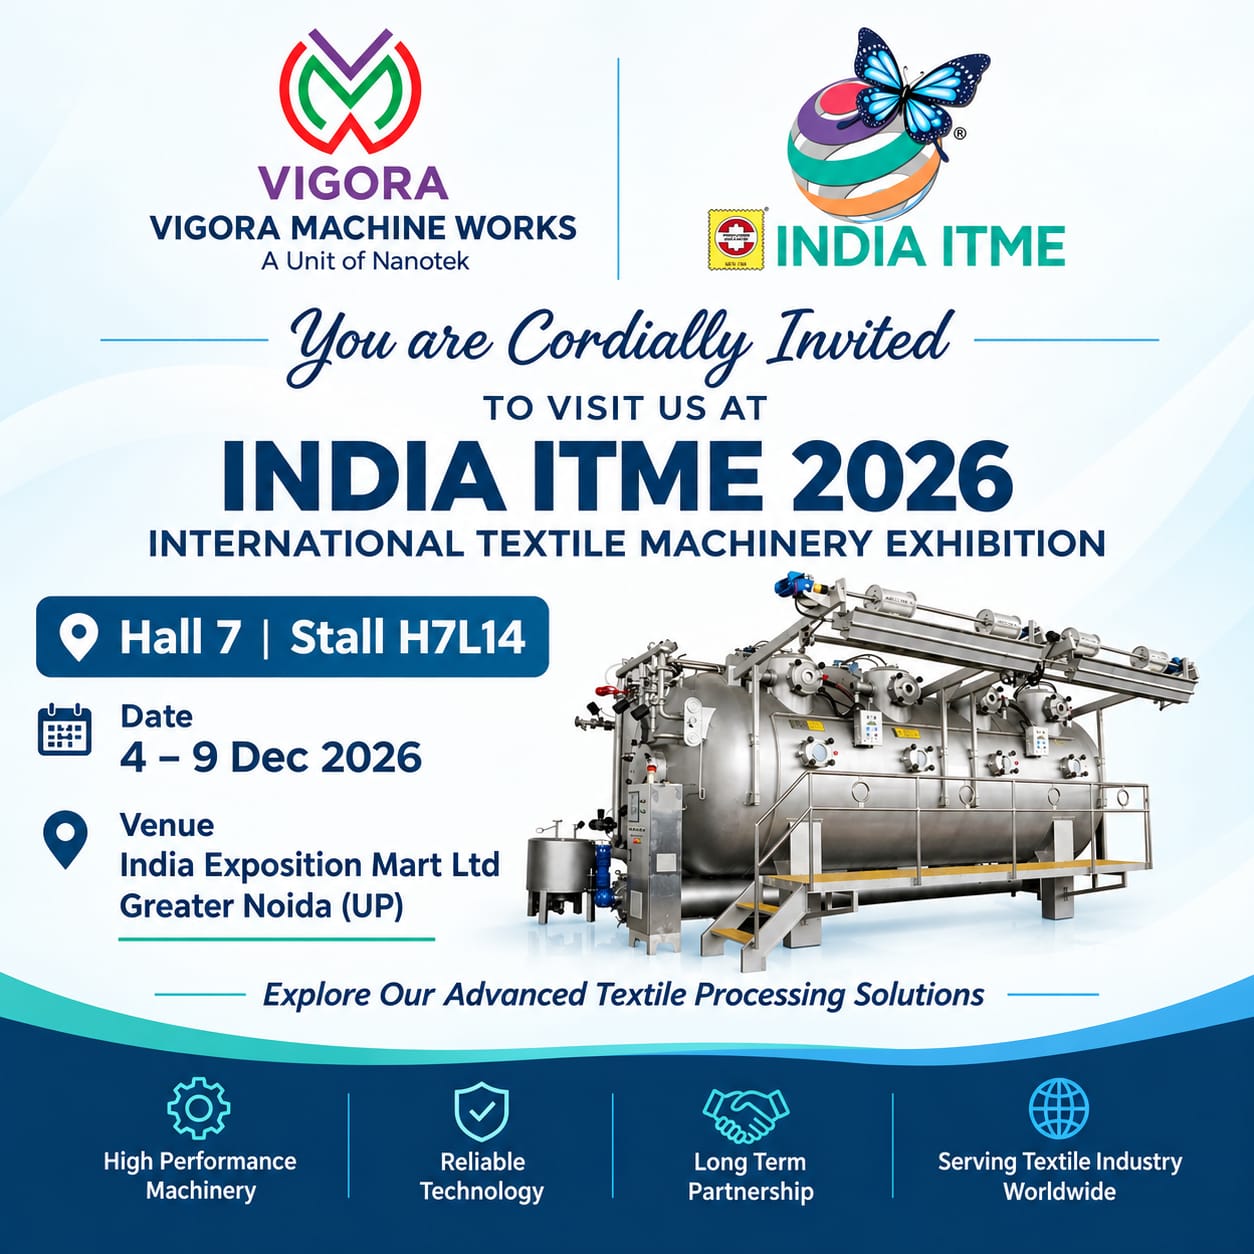 VIGORA
VIGORA MACHINE WORKS
A Unit of Nanotek
®
INDIA ITME
You are Cordially Invited
TO VISIT US AT
INDIA ITME 2026
INTERNATIONAL TEXTILE MACHINERY EXHIBITION
Hall 7 | Stall H7L14
Date
4 – 9 Dec 2026
Venue
India Exposition Mart Ltd
Greater Noida (UP)
Explore Our Advanced Textile Processing Solutions
High Performance
Machinery
Reliable
Technology
Long Term
Partnership
Serving Textile Industry
Worldwide